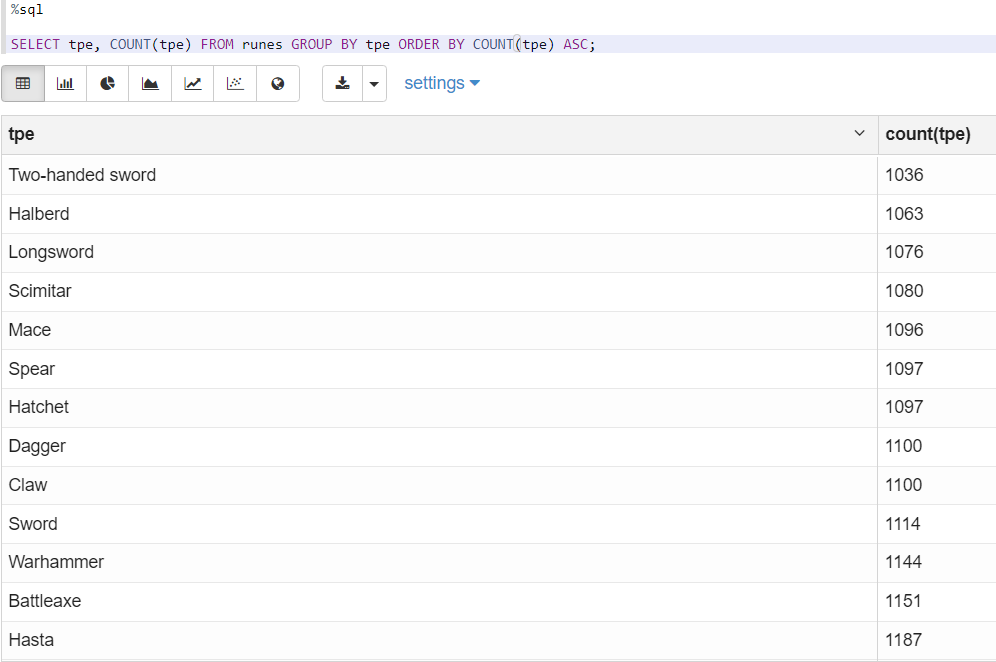 %sql
SELECT tpe, COUNT(tpe) FROM runes GROUP BY tpe ORDER BY COUNT(tpe) ASC;
settings
tpe count(tpe)
Two-handed sword 1036
Halberd 1063
Longsword 1076
Scimitar 1080
Mace 1096
Spear 1097
Hatchet 1097
Dagger 1100
Claw 1100
Sword 1114
Warhammer 1144
Battleaxe 1151
Hasta 1187